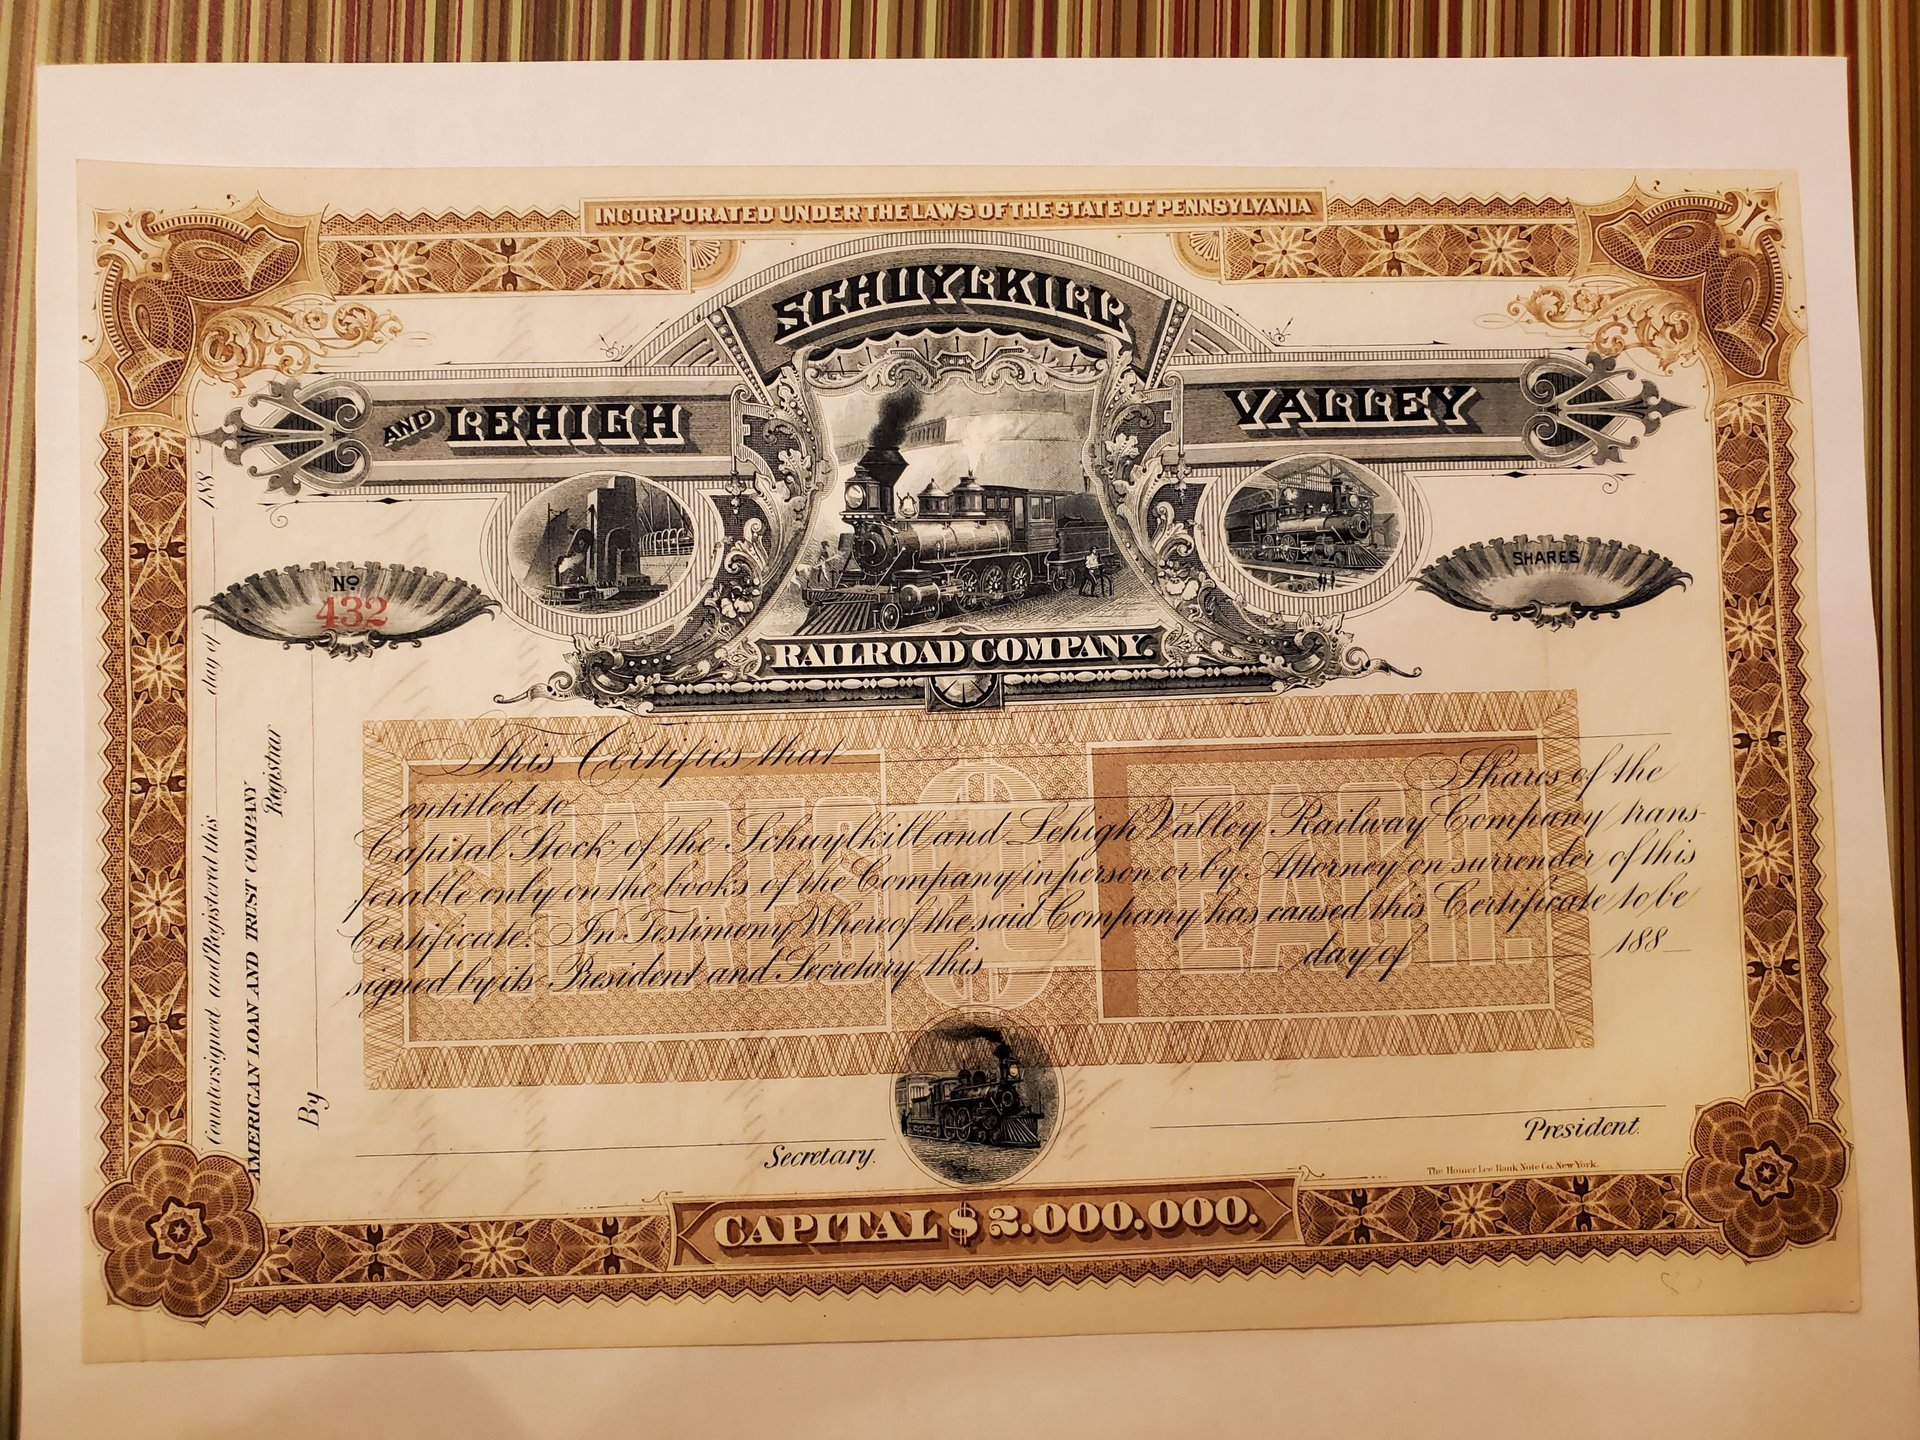 INCORPORATED UNDER THE LAWS OF THE STATE OF PENNSYLVANIA
SCHUYLKILL
AND LEHIGH VALLEY
RAILROAD COMPANY.
No
432
SHARES
This Certifies that
entitled to Shares of the
Capital Stock of the Schuylkill and Lehigh Valley Railway Company trans-
ferable only on the books of the Company in person or by Attorney on surrender of this
Certificate. In Testimony Whereof the said Company has caused this Certificate to be
signed by its President and Secretary this day of 188
SHARES $50 EACH.
Secretary.
President.
The Homer Lee Bank Note Co. New York.
CAPITAL $2.000.000.
Countersigned and Registered this day of 188
AMERICAN LOAN AND TRUST COMPANY
Registrar
By